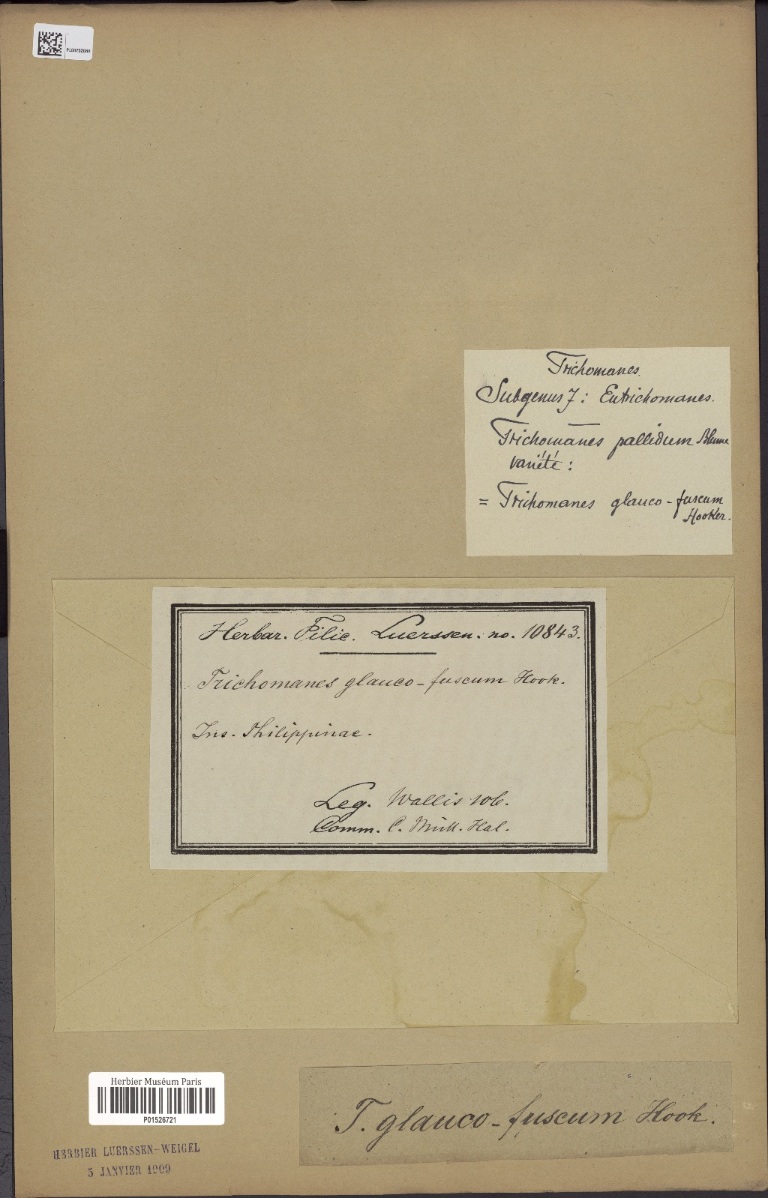 Trichomanes.
Subgenus 7: Eutrichomanes.
Trichomanes pallidum Blume
variété:
= Trichomanes glauco-fuscum
Hooker.
Herbar. Filic. Luerssen. no. 10843.
Trichomanes glauco-fuscum Hook.
Ins. Philippinae.
Leg. Wallis 106.
Comm. C. Müll. Hal.
Herbier Muséum Paris
P01526721
T. glauco-fuscum Hook.
HERBIER LUERSSEN-WEIGEL
3 JANVIER 1909